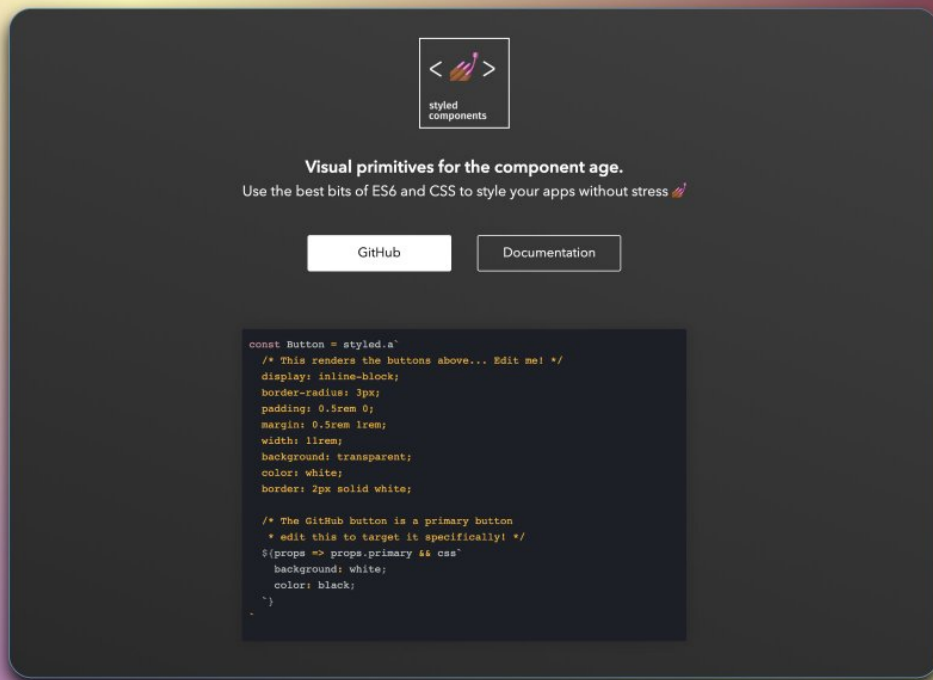 < 💅 >
styled
components
Visual primitives for the component age.
Use the best bits of ES6 and CSS to style your apps without stress 💅
GitHub
Documentation
const Button = styled.a`
  /* This renders the buttons above... Edit me! */
  display: inline-block;
  border-radius: 3px;
  padding: 0.5rem 0;
  margin: 0.5rem 1rem;
  width: 11rem;
  background: transparent;
  color: white;
  border: 2px solid white;

  /* The GitHub button is a primary button
   * edit this to target it specifically! */
  ${props => props.primary && css`
    background: white;
    color: black;
  `}
`